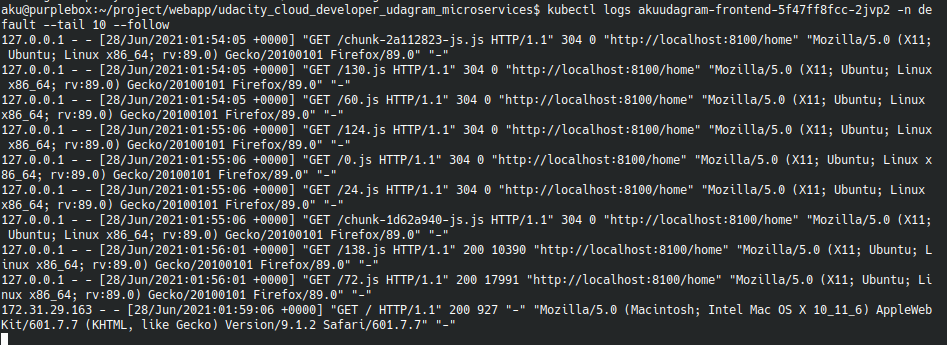 aku@purplebox:~/project/webapp/udacity_cloud_developer_udagram_microservices$ kubectl logs akuudagram-frontend-5f47ff8fcc-2jvp2 -n de
fault --tail 10 --follow
127.0.0.1 - - [28/Jun/2021:01:54:05 +0000] "GET /chunk-2a112823-js.js HTTP/1.1" 304 0 "http://localhost:8100/home" "Mozilla/5.0 (X11;
 Ubuntu; Linux x86_64; rv:89.0) Gecko/20100101 Firefox/89.0" "-"
127.0.0.1 - - [28/Jun/2021:01:54:05 +0000] "GET /130.js HTTP/1.1" 304 0 "http://localhost:8100/home" "Mozilla/5.0 (X11; Ubuntu; Linux
 x86_64; rv:89.0) Gecko/20100101 Firefox/89.0" "-"
127.0.0.1 - - [28/Jun/2021:01:54:05 +0000] "GET /60.js HTTP/1.1" 304 0 "http://localhost:8100/home" "Mozilla/5.0 (X11; Ubuntu; Linux
x86_64; rv:89.0) Gecko/20100101 Firefox/89.0" "-"
127.0.0.1 - - [28/Jun/2021:01:55:06 +0000] "GET /124.js HTTP/1.1" 304 0 "http://localhost:8100/home" "Mozilla/5.0 (X11; Ubuntu; Linux
 x86_64; rv:89.0) Gecko/20100101 Firefox/89.0" "-"
127.0.0.1 - - [28/Jun/2021:01:55:06 +0000] "GET /0.js HTTP/1.1" 304 0 "http://localhost:8100/home" "Mozilla/5.0 (X11; Ubuntu; Linux x
86_64; rv:89.0) Gecko/20100101 Firefox/89.0" "-"
127.0.0.1 - - [28/Jun/2021:01:55:06 +0000] "GET /24.js HTTP/1.1" 304 0 "http://localhost:8100/home" "Mozilla/5.0 (X11; Ubuntu; Linux
x86_64; rv:89.0) Gecko/20100101 Firefox/89.0" "-"
127.0.0.1 - - [28/Jun/2021:01:55:06 +0000] "GET /chunk-1d62a940-js.js HTTP/1.1" 304 0 "http://localhost:8100/home" "Mozilla/5.0 (X11;
 Ubuntu; Linux x86_64; rv:89.0) Gecko/20100101 Firefox/89.0" "-"
127.0.0.1 - - [28/Jun/2021:01:56:01 +0000] "GET /138.js HTTP/1.1" 200 10390 "http://localhost:8100/home" "Mozilla/5.0 (X11; Ubuntu; L
inux x86_64; rv:89.0) Gecko/20100101 Firefox/89.0" "-"
127.0.0.1 - - [28/Jun/2021:01:56:01 +0000] "GET /72.js HTTP/1.1" 200 17991 "http://localhost:8100/home" "Mozilla/5.0 (X11; Ubuntu; Li
nux x86_64; rv:89.0) Gecko/20100101 Firefox/89.0" "-"
172.31.29.163 - - [28/Jun/2021:01:59:06 +0000] "GET / HTTP/1.1" 200 927 "-" "Mozilla/5.0 (Macintosh; Intel Mac OS X 10_11_6) AppleWeb
Kit/601.7.7 (KHTML, like Gecko) Version/9.1.2 Safari/601.7.7" "-"